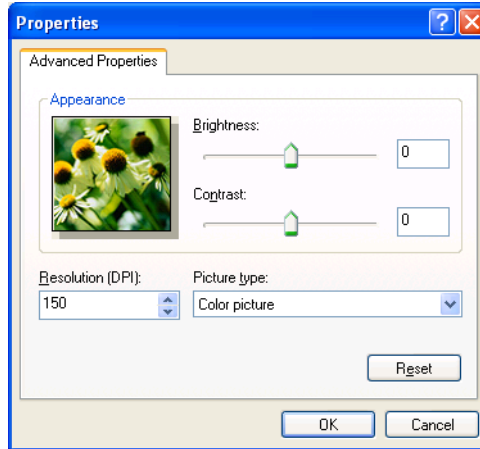 Properties
Advanced Properties
Appearance
Brightness:
0
Contrast:
0
Resolution (DPI):
Picture type:
150
Color picture
Reset
OK
Cancel